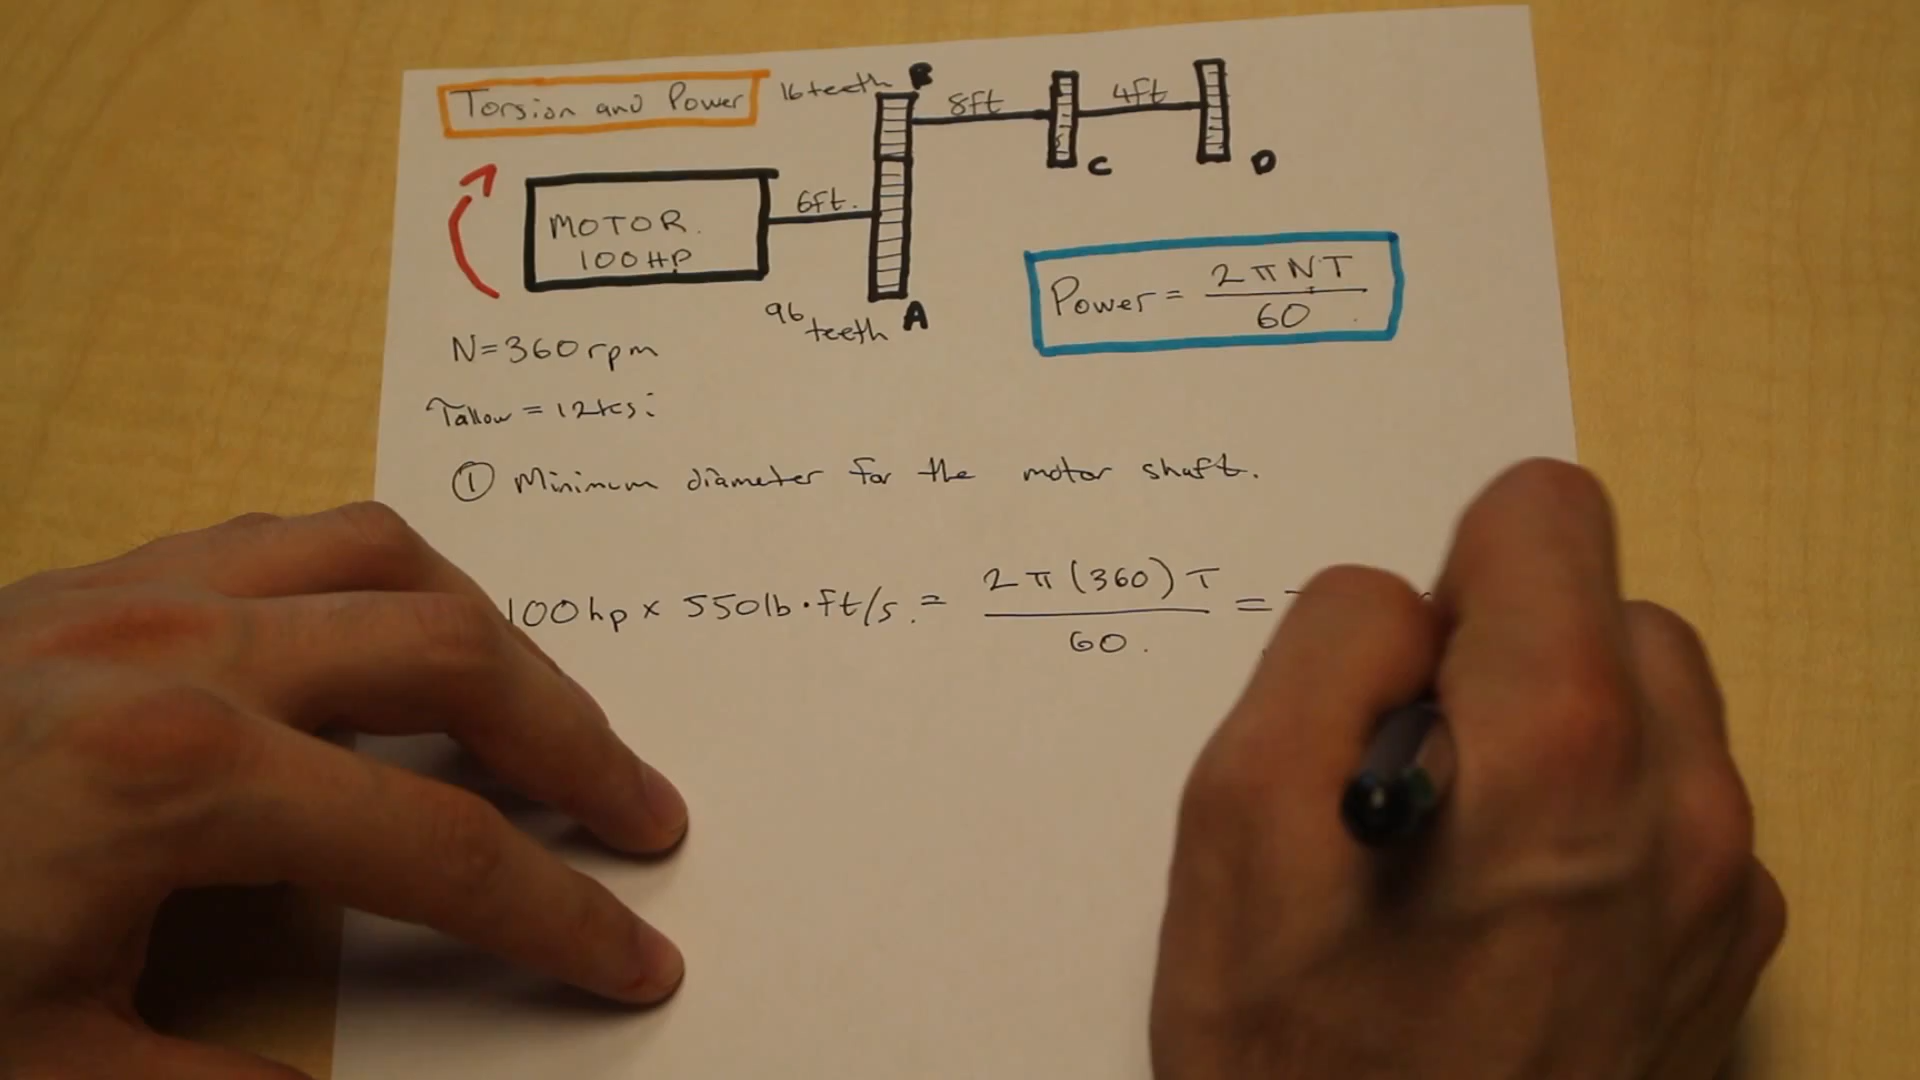 Torsion and Power
16 teeth B
8ft
4ft
C
D
6ft.
MOTOR.
100HP
96 teeth A
Power = 2πNT / 60
N=360rpm
τallow = 12ksi
① Minimum diameter for the motor shaft.
100hp x 550lb·ft/s. = 2π(360)T / 60. =